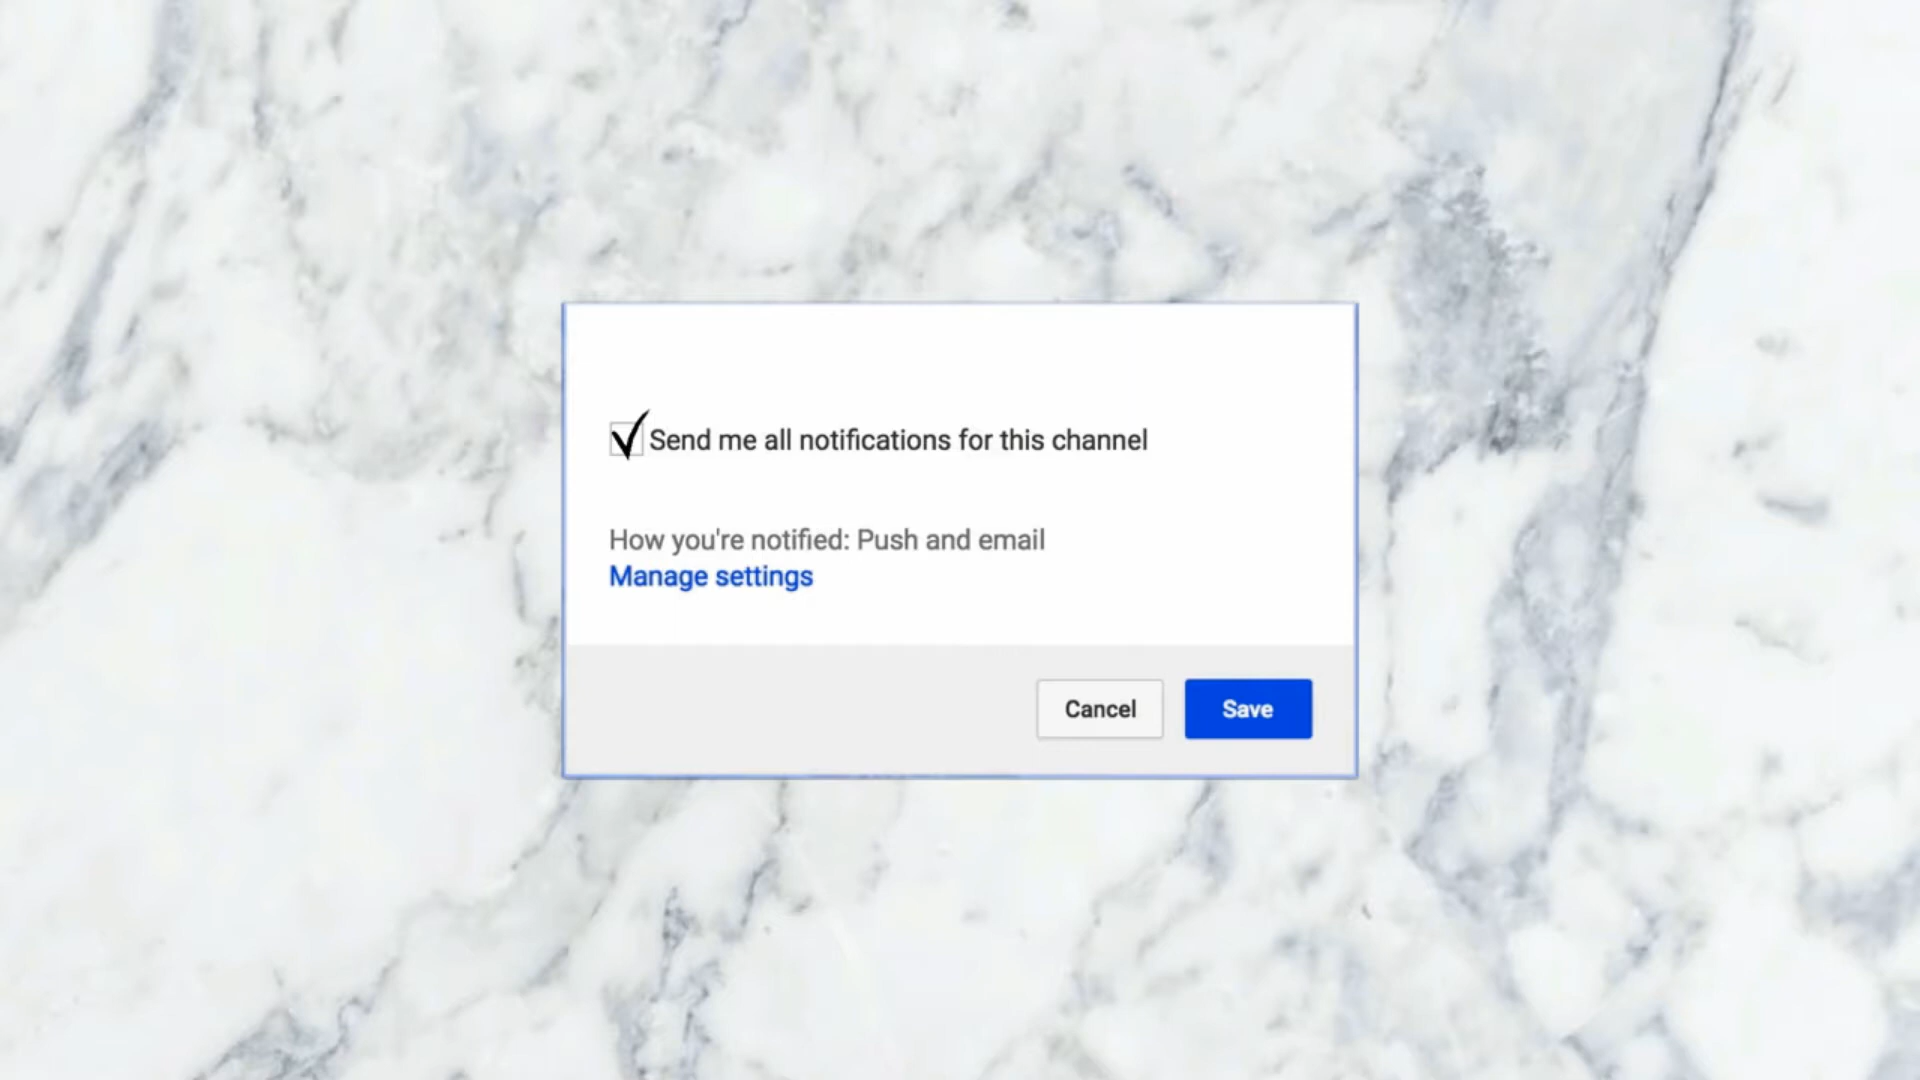 Send me all notifications for this channel
How you're notified: Push and email
Manage settings
Cancel
Save